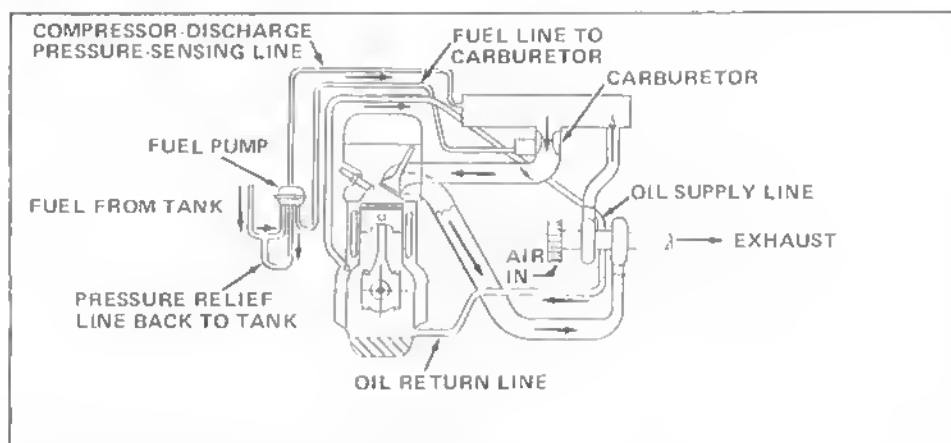 COMPRESSOR-DISCHARGE
PRESSURE-SENSING LINE
FUEL LINE TO
CARBURETOR
CARBURETOR
FUEL PUMP
FUEL FROM TANK
OIL SUPPLY LINE
EXHAUST
AIR
IN
PRESSURE RELIEF
LINE BACK TO TANK
OIL RETURN LINE